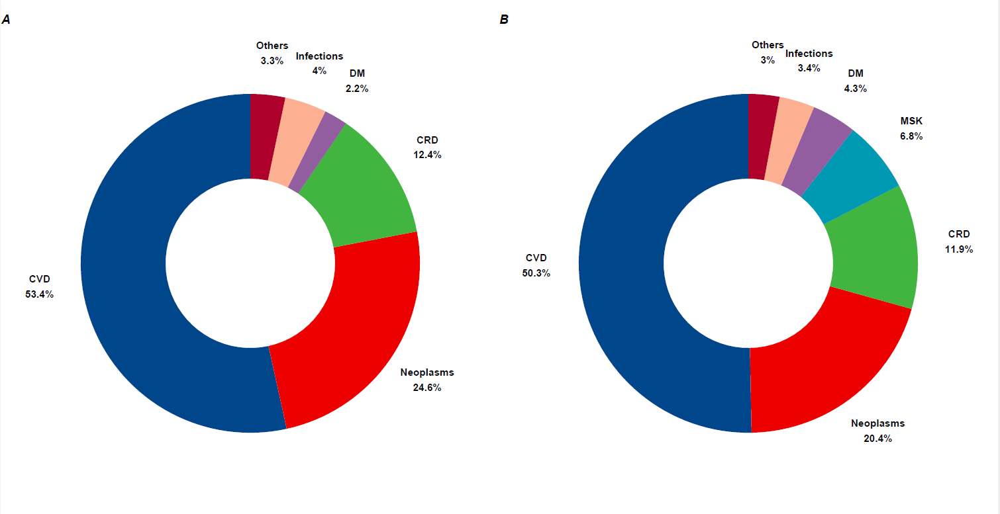 A
Others
3.3%
Infections
4%
DM
2.2%
CRD
12.4%
CVD
53.4%
Neoplasms
24.6%
B
Others
3%
Infections
3.4%
DM
4.3%
MSK
6.8%
CRD
11.9%
CVD
50.3%
Neoplasms
20.4%